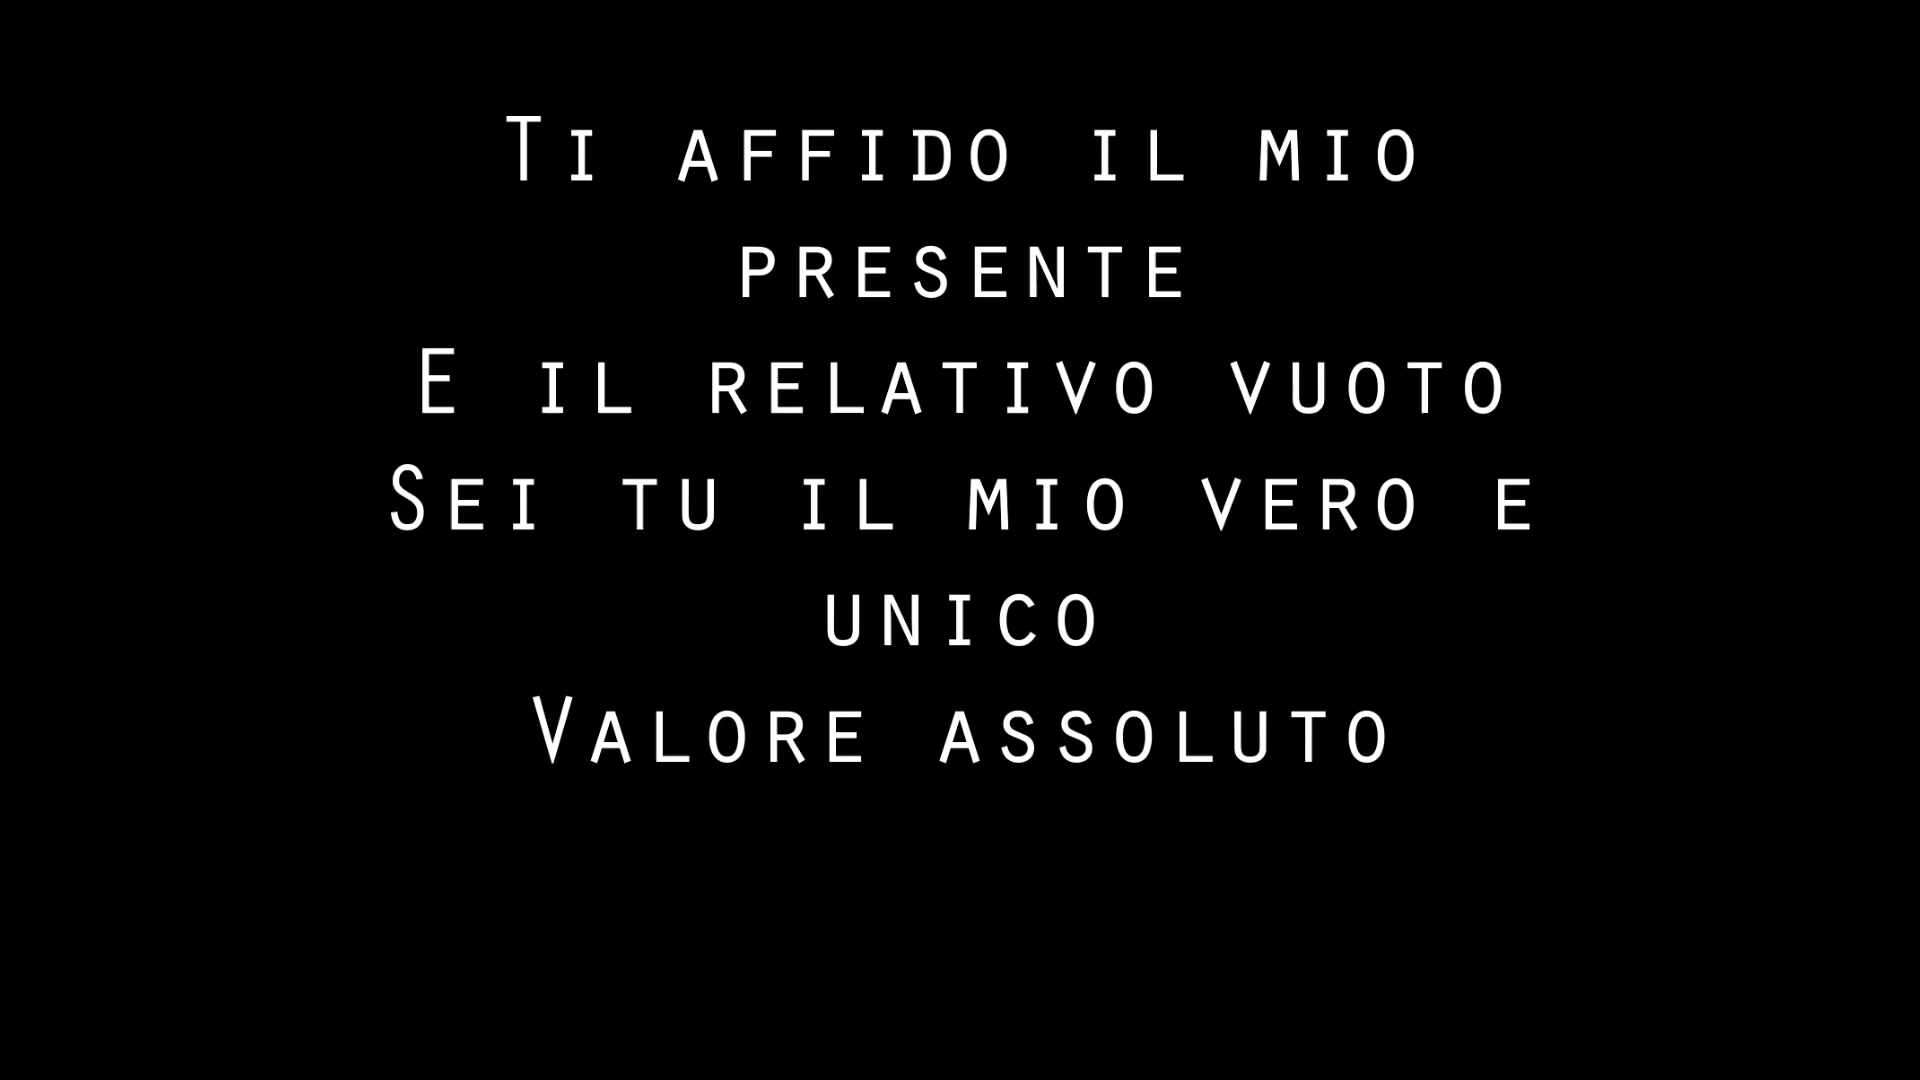 Ti affido il mio
presente
E il relativo vuoto
Sei tu il mio vero e
unico
Valore assoluto